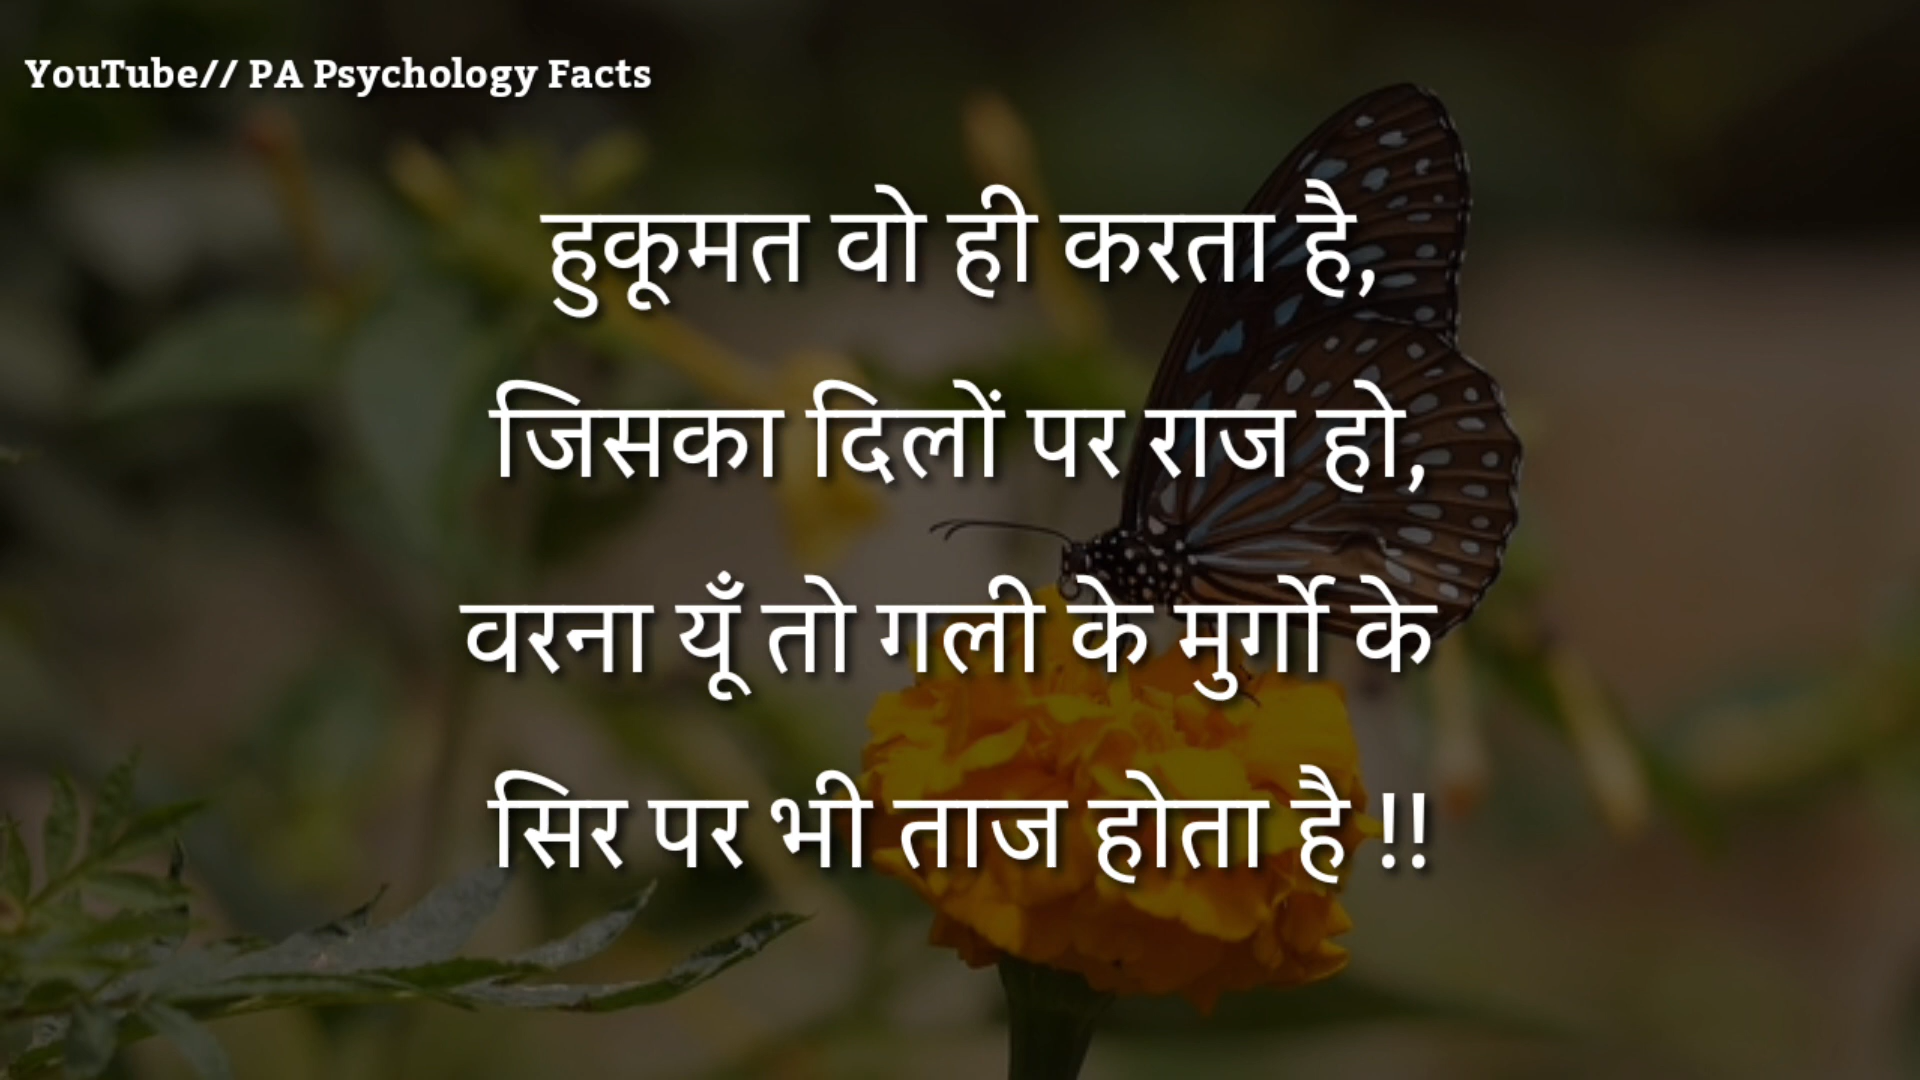 YouTube// PA Psychology Facts
हुकूमत वो ही करता है,
जिसका दिलों पर राज हो,
वरना यूँ तो गली के मुर्गो के
सिर पर भी ताज होता है !!